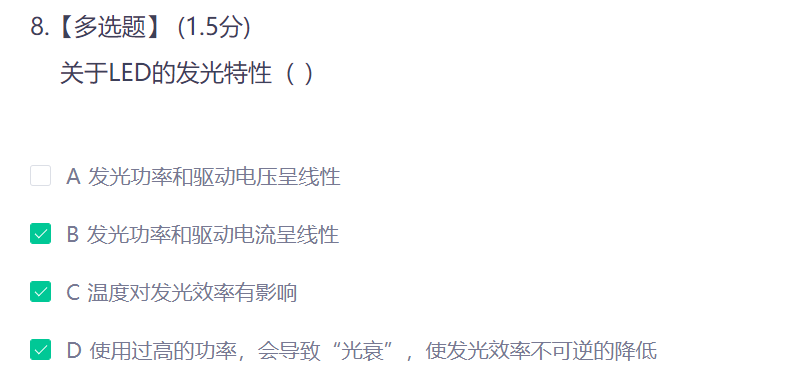 8.【多选题】 (1.5分)
关于LED的发光特性（ ）
A 发光功率和驱动电压呈线性
B 发光功率和驱动电流呈线性
C 温度对发光效率有影响
D 使用过高的功率，会导致“光衰”，使发光效率不可逆的降低